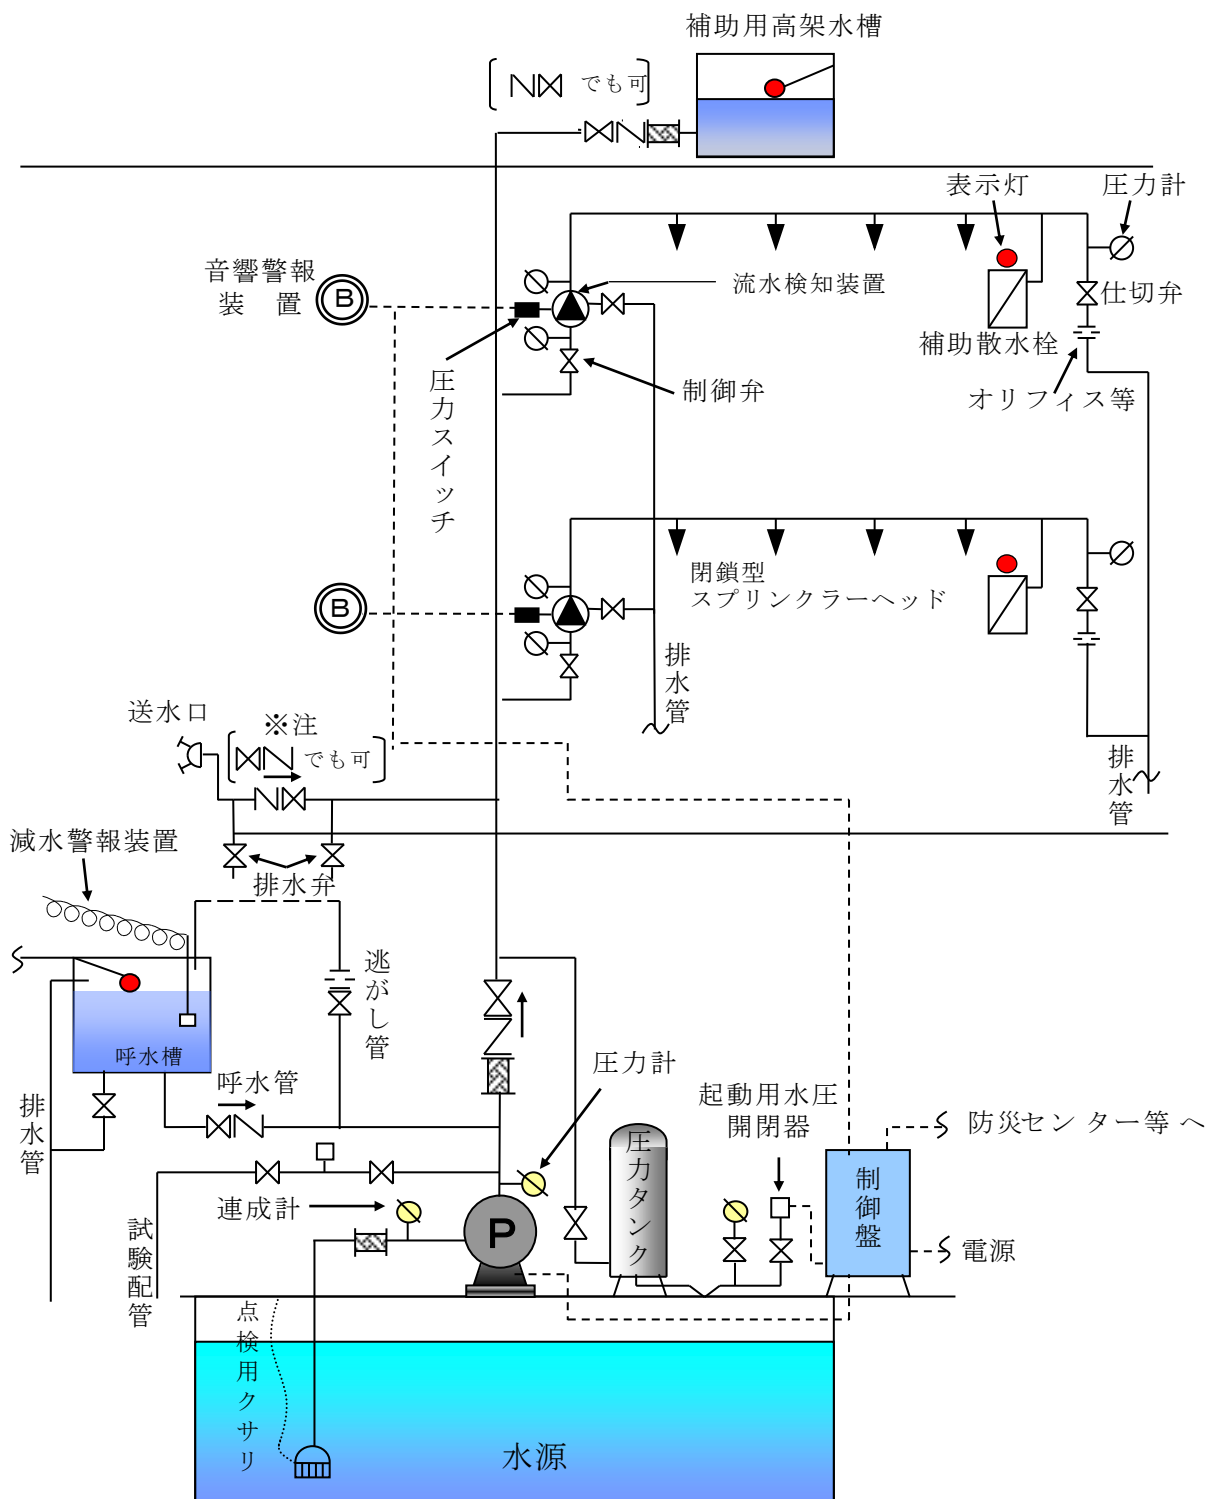 補助用高架水槽
でも可
表示灯
圧力計
音響警報
装 置
B
流水検知装置
仕切弁
補助散水栓
圧力スイッチ
制御弁
オリフィス等
閉鎖型
スプリンクラーヘッド
B
排水管
送水口
※注
でも可
排水管
減水警報装置
排水弁
逃がし管
呼水槽
呼水管
圧力計
起動用水圧
開閉器
排水管
防災センター等へ
圧力タンク
制御盤
連成計
P
試験配管
電源
点検用クサリ
水源